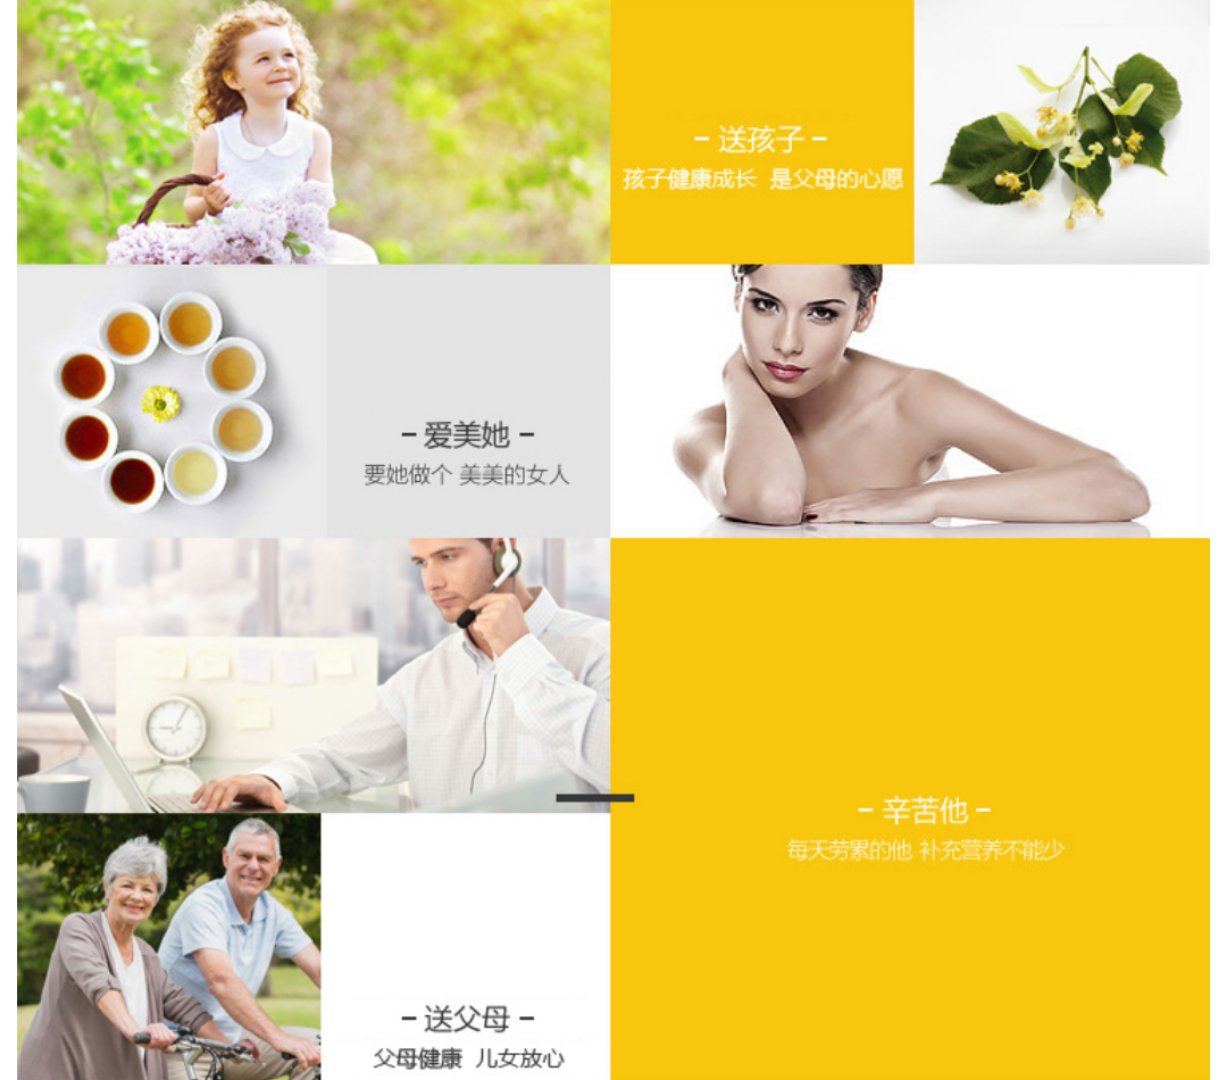 – 送孩子 –
孩子健康成长 是父母的心愿
– 爱美她 –
要她做个 美美的女人
– 辛苦他 –
每天劳累的他 补充营养不能少
– 送父母 –
父母健康 儿女放心